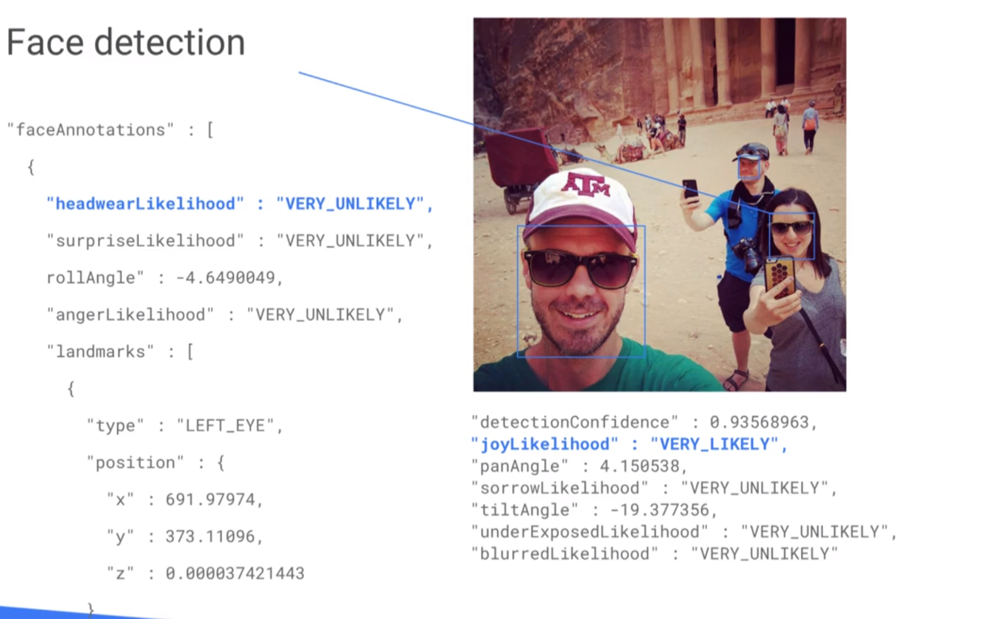 Face detection
"faceAnnotations" : [
{
"headwearLikelihood" : "VERY_UNLIKELY",
"surpriseLikelihood" : "VERY_UNLIKELY",
rollAngle" : -4.6490049,
"angerLikelihood" : "VERY_UNLIKELY",
"landmarks" : [
{
"type" : "LEFT_EYE",
"position" : {
"x" : 691.97974,
"y" : 373.11096,
"z" : 0.000037421443
}
ATM
"detectionConfidence" : 0.93568963,
"joyLikelihood" : "VERY_LIKELY",
"panAngle" : 4.150538,
"sorrowLikelihood" : "VERY_UNLIKELY",
"tiltAngle" : -19.377356,
"underExposedLikelihood" : "VERY_UNLIKELY",
"blurredLikelihood" : "VERY_UNLIKELY"